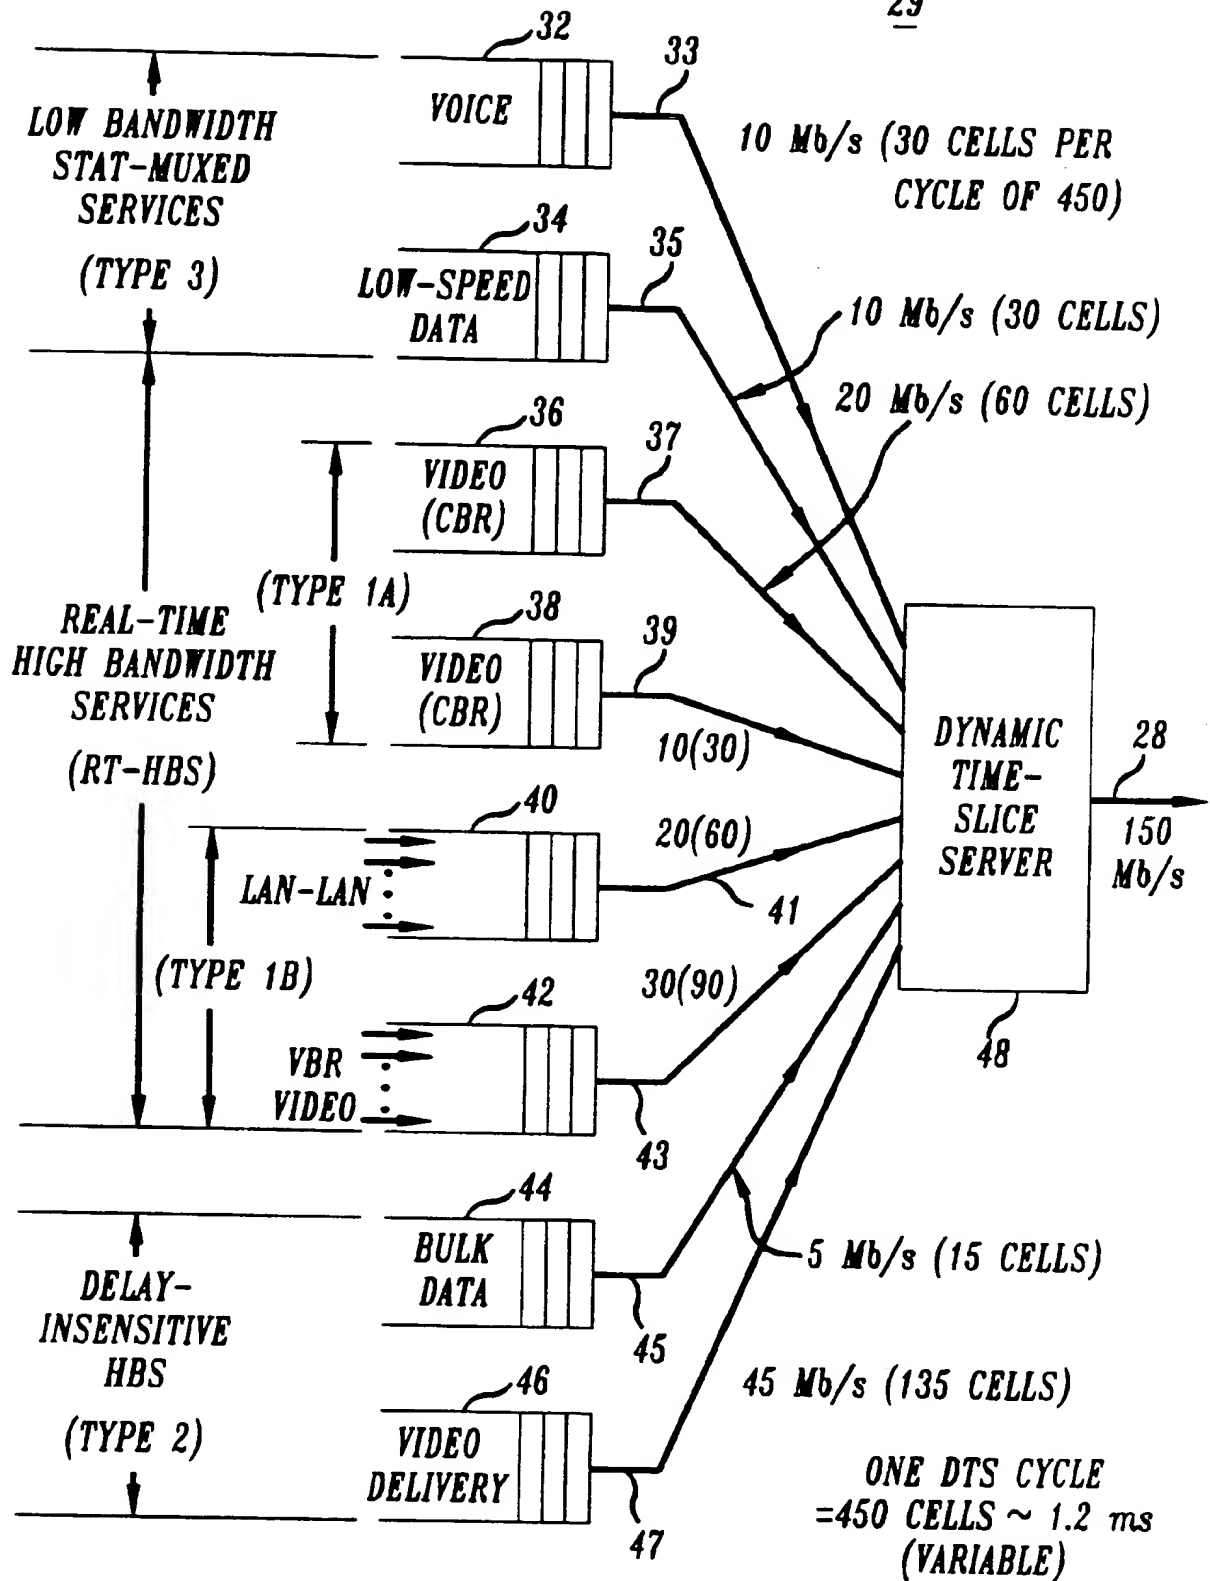 29
32
33
VOICE
LOW BANDWIDTH
STAT-MUXED
SERVICES
(TYPE 3)
10 Mb/s (30 CELLS PER
CYCLE OF 450)
34
35
LOW-SPEED
DATA
10 Mb/s (30 CELLS)
20 Mb/s (60 CELLS)
36
37
VIDEO
(CBR)
(TYPE 1A)
REAL-TIME
HIGH BANDWIDTH
SERVICES
(RT-HBS)
38
39
VIDEO
(CBR)
10(30)
DYNAMIC
TIME-
SLICE
SERVER
28
150
Mb/s
40
20(60)
LAN-LAN
41
(TYPE 1B)
30(90)
42
48
VBR
VIDEO
43
44
BULK
DATA
5 Mb/s (15 CELLS)
DELAY-
INSENSITIVE
HBS
(TYPE 2)
45
46
45 Mb/s (135 CELLS)
VIDEO
DELIVERY
47
ONE DTS CYCLE
=450 CELLS ~ 1.2 ms
(VARIABLE)